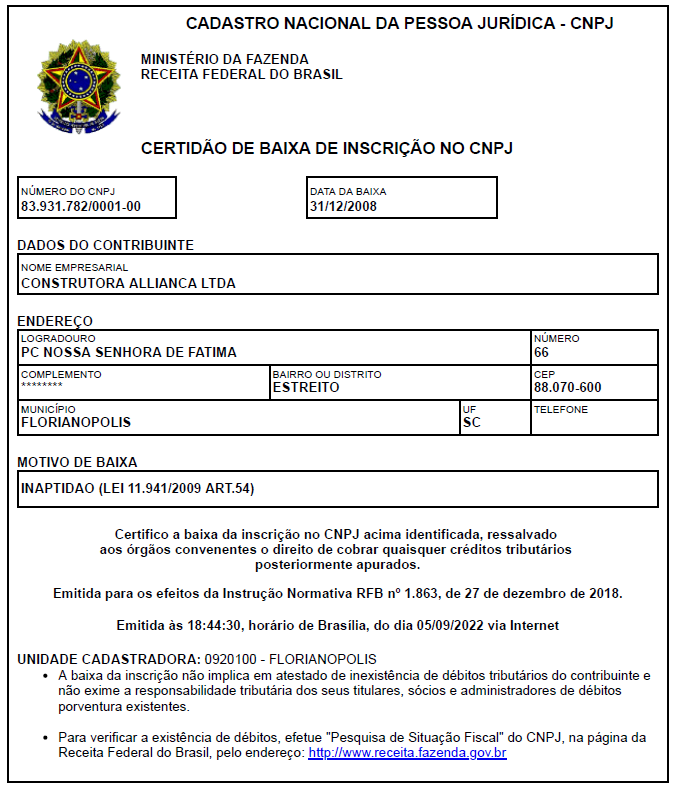 CADASTRO NACIONAL DA PESSOA JURÍDICA - CNPJ
MINISTÉRIO DA FAZENDA
RECEITA FEDERAL DO BRASIL
CERTIDÃO DE BAIXA DE INSCRIÇÃO NO CNPJ
NÚMERO DO CNPJ
83.931.782/0001-00
DATA DA BAIXA
31/12/2008
DADOS DO CONTRIBUINTE
NOME EMPRESARIAL
CONSTRUTORA ALLIANCA LTDA
ENDEREÇO
LOGRADOURO
PC NOSSA SENHORA DE FATIMA
NÚMERO
66
COMPLEMENTO
********
BAIRRO OU DISTRITO
ESTREITO
CEP
88.070-600
MUNICÍPIO
FLORIANOPOLIS
UF
SC
TELEFONE
MOTIVO DE BAIXA
INAPTIDAO (LEI 11.941/2009 ART.54)
Certifico a baixa da inscrição no CNPJ acima identificada, ressalvado
aos órgãos convenentes o direito de cobrar quaisquer créditos tributários
posteriormente apurados.
Emitida para os efeitos da Instrução Normativa RFB nº 1.863, de 27 de dezembro de 2018.
Emitida às 18:44:30, horário de Brasília, do dia 05/09/2022 via Internet
UNIDADE CADASTRADORA: 0920100 - FLORIANOPOLIS
• A baixa da inscrição não implica em atestado de inexistência de débitos tributários do contribuinte e
não exime a responsabilidade tributária dos seus titulares, sócios e administradores de débitos
porventura existentes.
• Para verificar a existência de débitos, efetue "Pesquisa de Situação Fiscal" do CNPJ, na página da
Receita Federal do Brasil, pelo endereço: http://www.receita.fazenda.gov.br